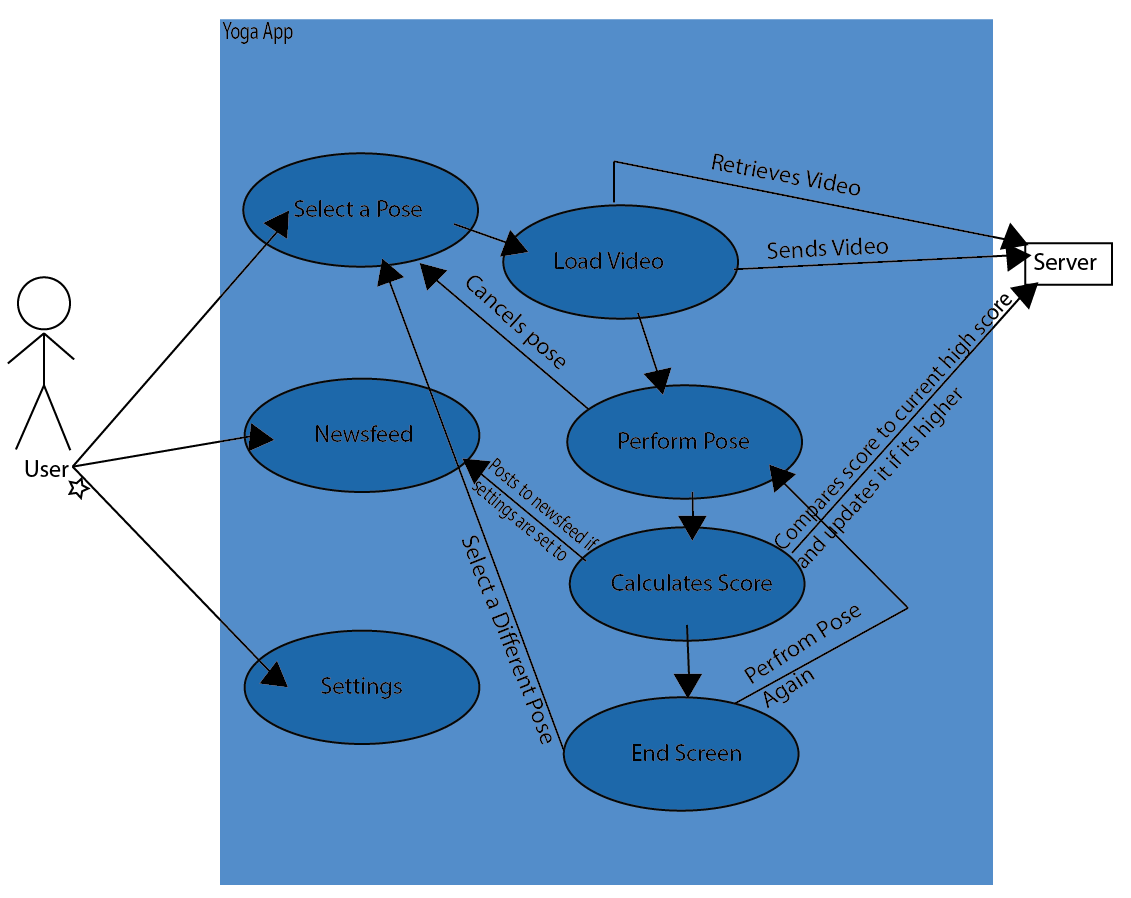 Yoga App
Select a Pose
Retrieves Video
Load Video
Sends Video
Server
Cancels pose
User
Newsfeed
Perform Pose
Compares score to current high score
and updates it if its higher
Posts to newsfeed if
settings are set to
Select a Different Pose
Calculates Score
Perfrom Pose
Again
Settings
End Screen